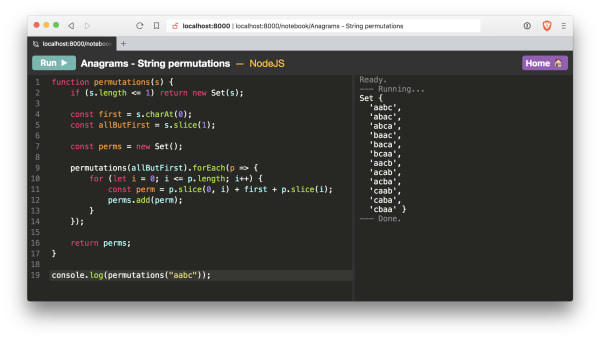 localhost:8000 | localhost:8000/notebook/Anagrams - String permutations
localhost:8000/notebook
Run ▶ Anagrams - String permutations — NodeJS
Home 🏠
1 function permutations(s) {
2     if (s.length <= 1) return new Set(s);
3
4     const first = s.charAt(0);
5     const allButFirst = s.slice(1);
6
7     const perms = new Set();
8
9     permutations(allButFirst).forEach(p => {
10         for (let i = 0; i <= p.length; i++) {
11             const perm = p.slice(0, i) + first + p.slice(i);
12             perms.add(perm);
13         }
14     });
15
16     return perms;
17 }
18
19 console.log(permutations("aabc"));
Ready.
--- Running...
Set {
  'aabc',
  'abac',
  'abca',
  'baac',
  'baca',
  'bcaa',
  'aacb',
  'acab',
  'acba',
  'caab',
  'caba',
  'cbaa' }
--- Done.